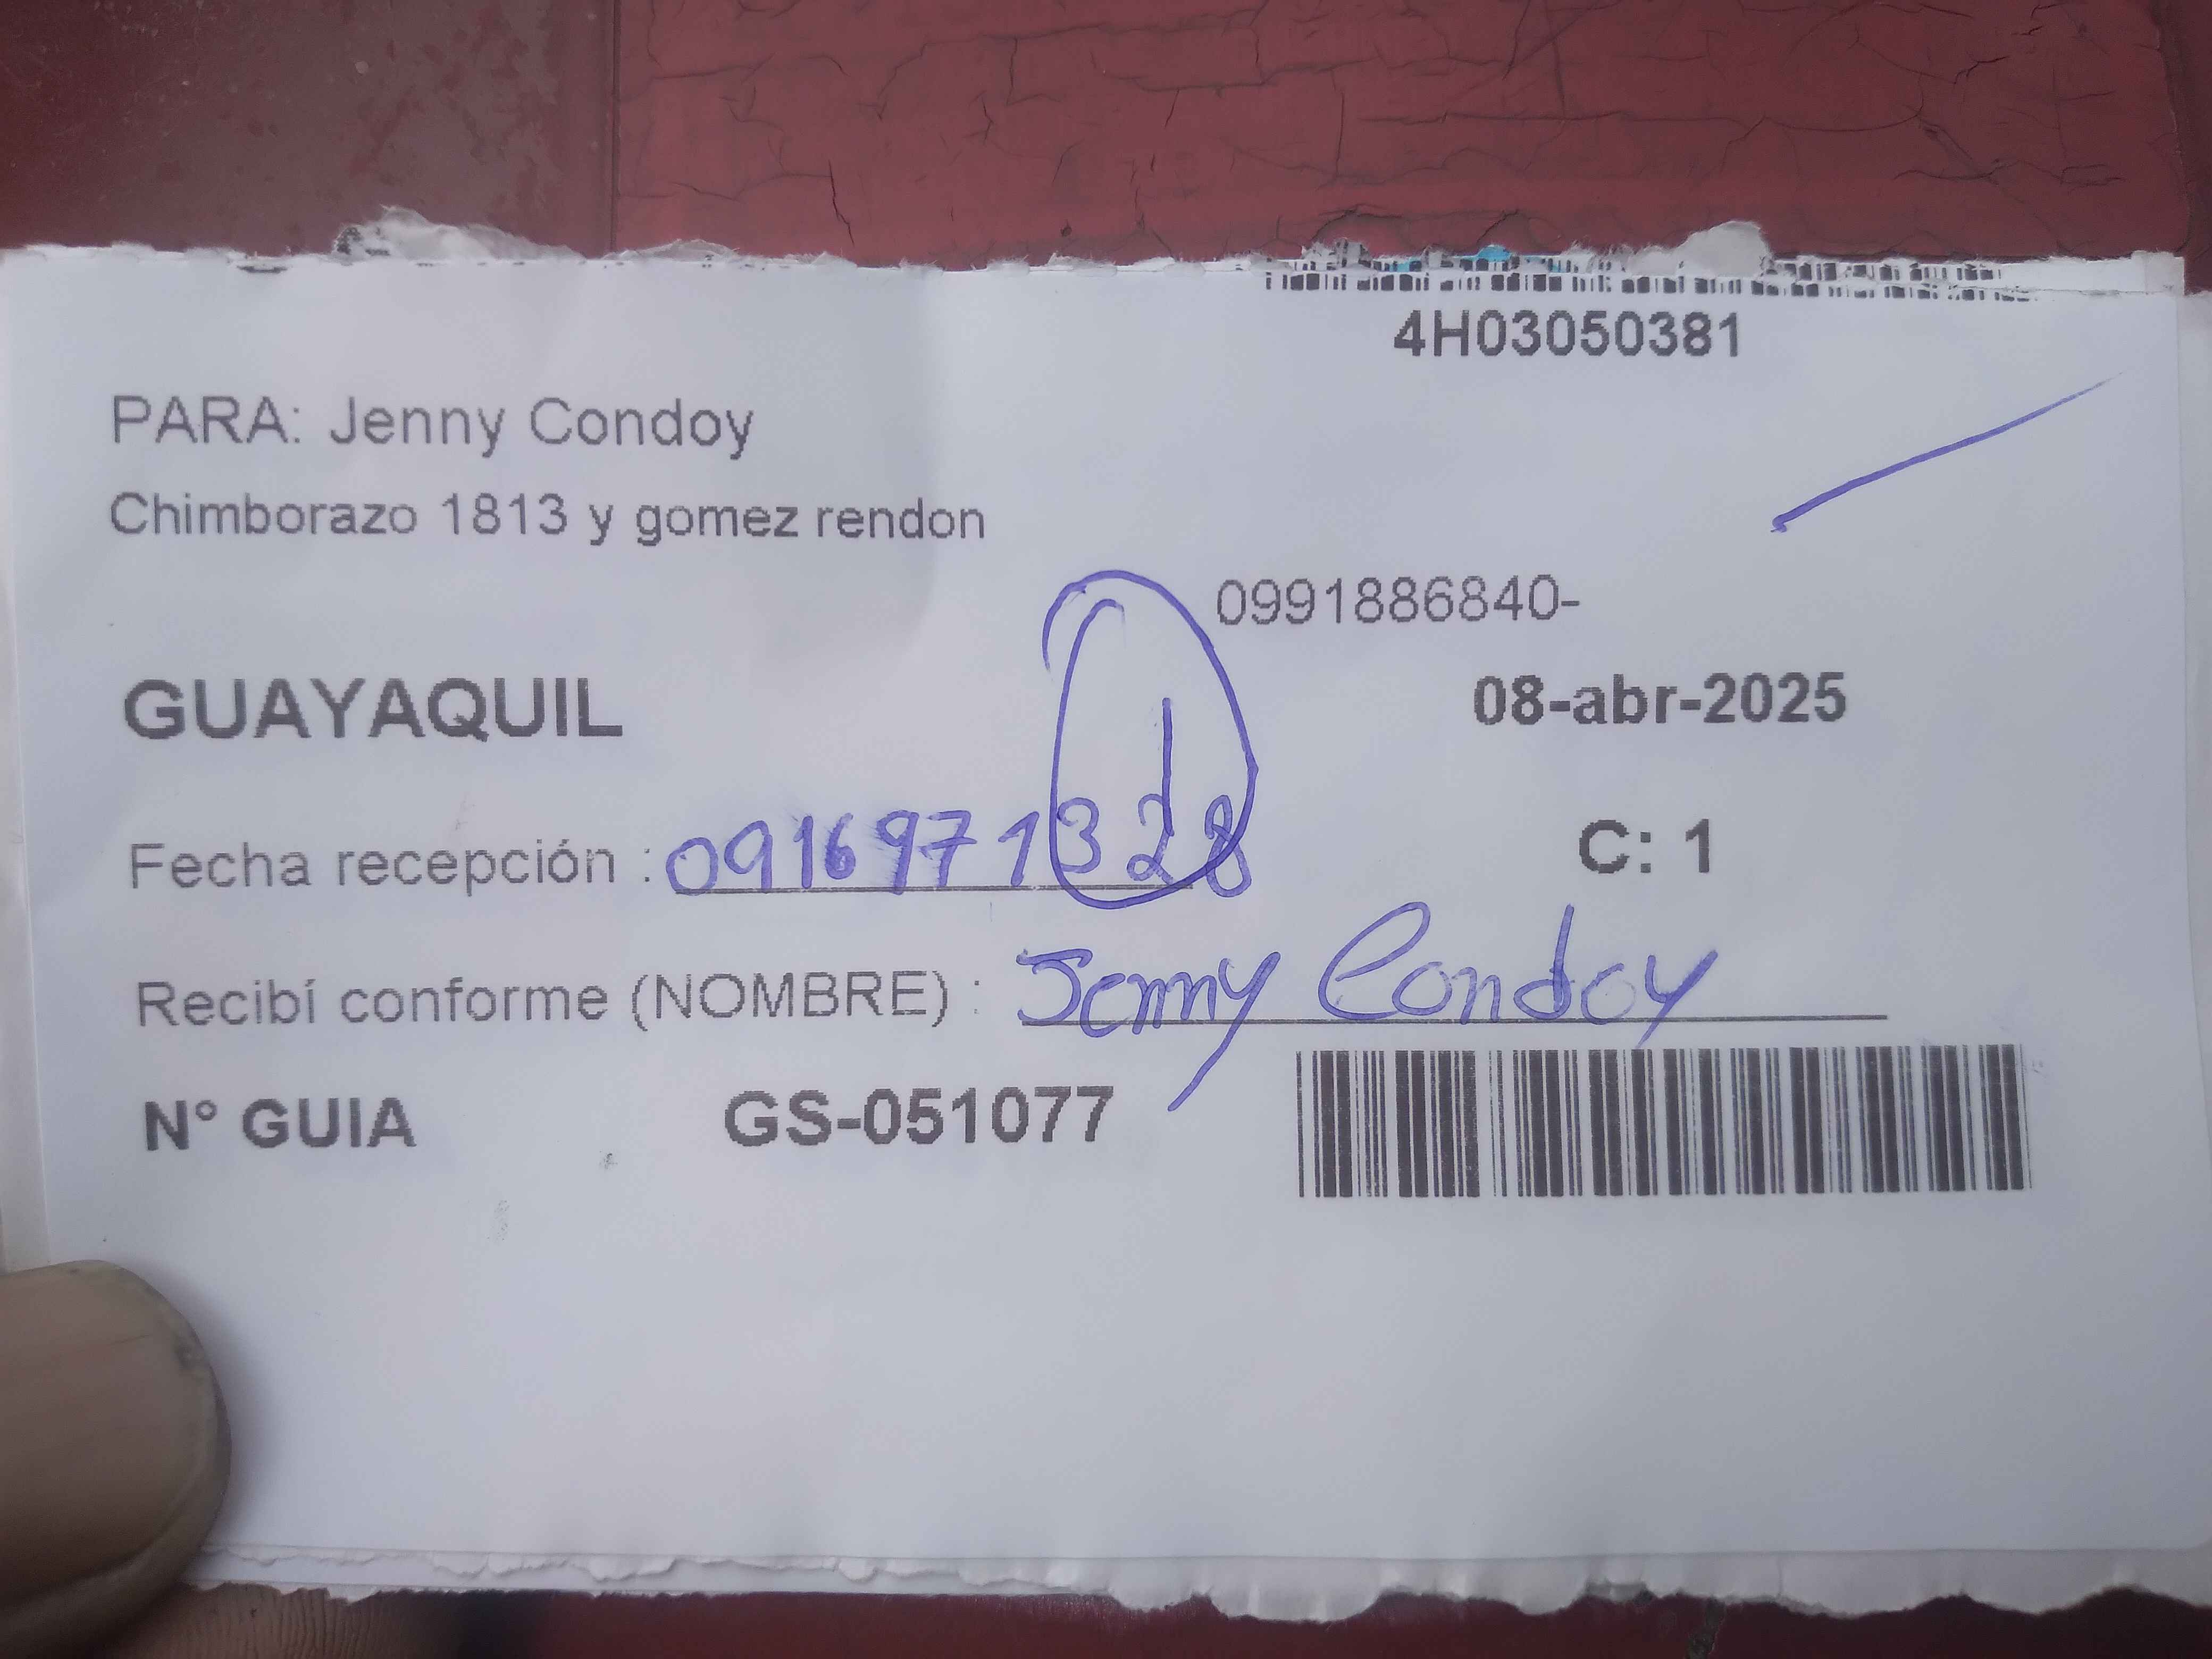 4H03050381
PARA: Jenny Condoy
Chimborazo 1813 y gomez rendon
0991886840-
GUAYAQUIL
08-abr-2025
Fecha recepción : 0916971328
C: 1
Recibí conforme (NOMBRE) : Jenny Condoy
N° GUIA GS-051077